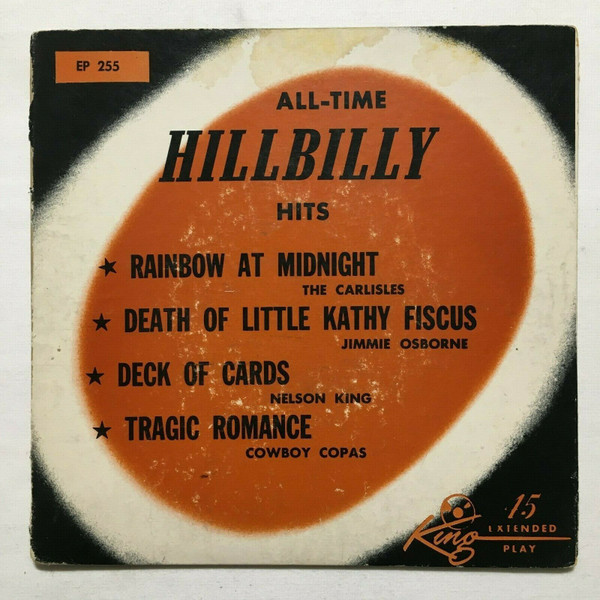 EP 255
ALL-TIME
HILLBILLY
HITS
★ RAINBOW AT MIDNIGHT
THE CARLISLES
★ DEATH OF LITTLE KATHY FISCUS
JIMMIE OSBORNE
★ DECK OF CARDS
NELSON KING
★ TRAGIC ROMANCE
COWBOY COPAS
King
15
EXTENDED
PLAY